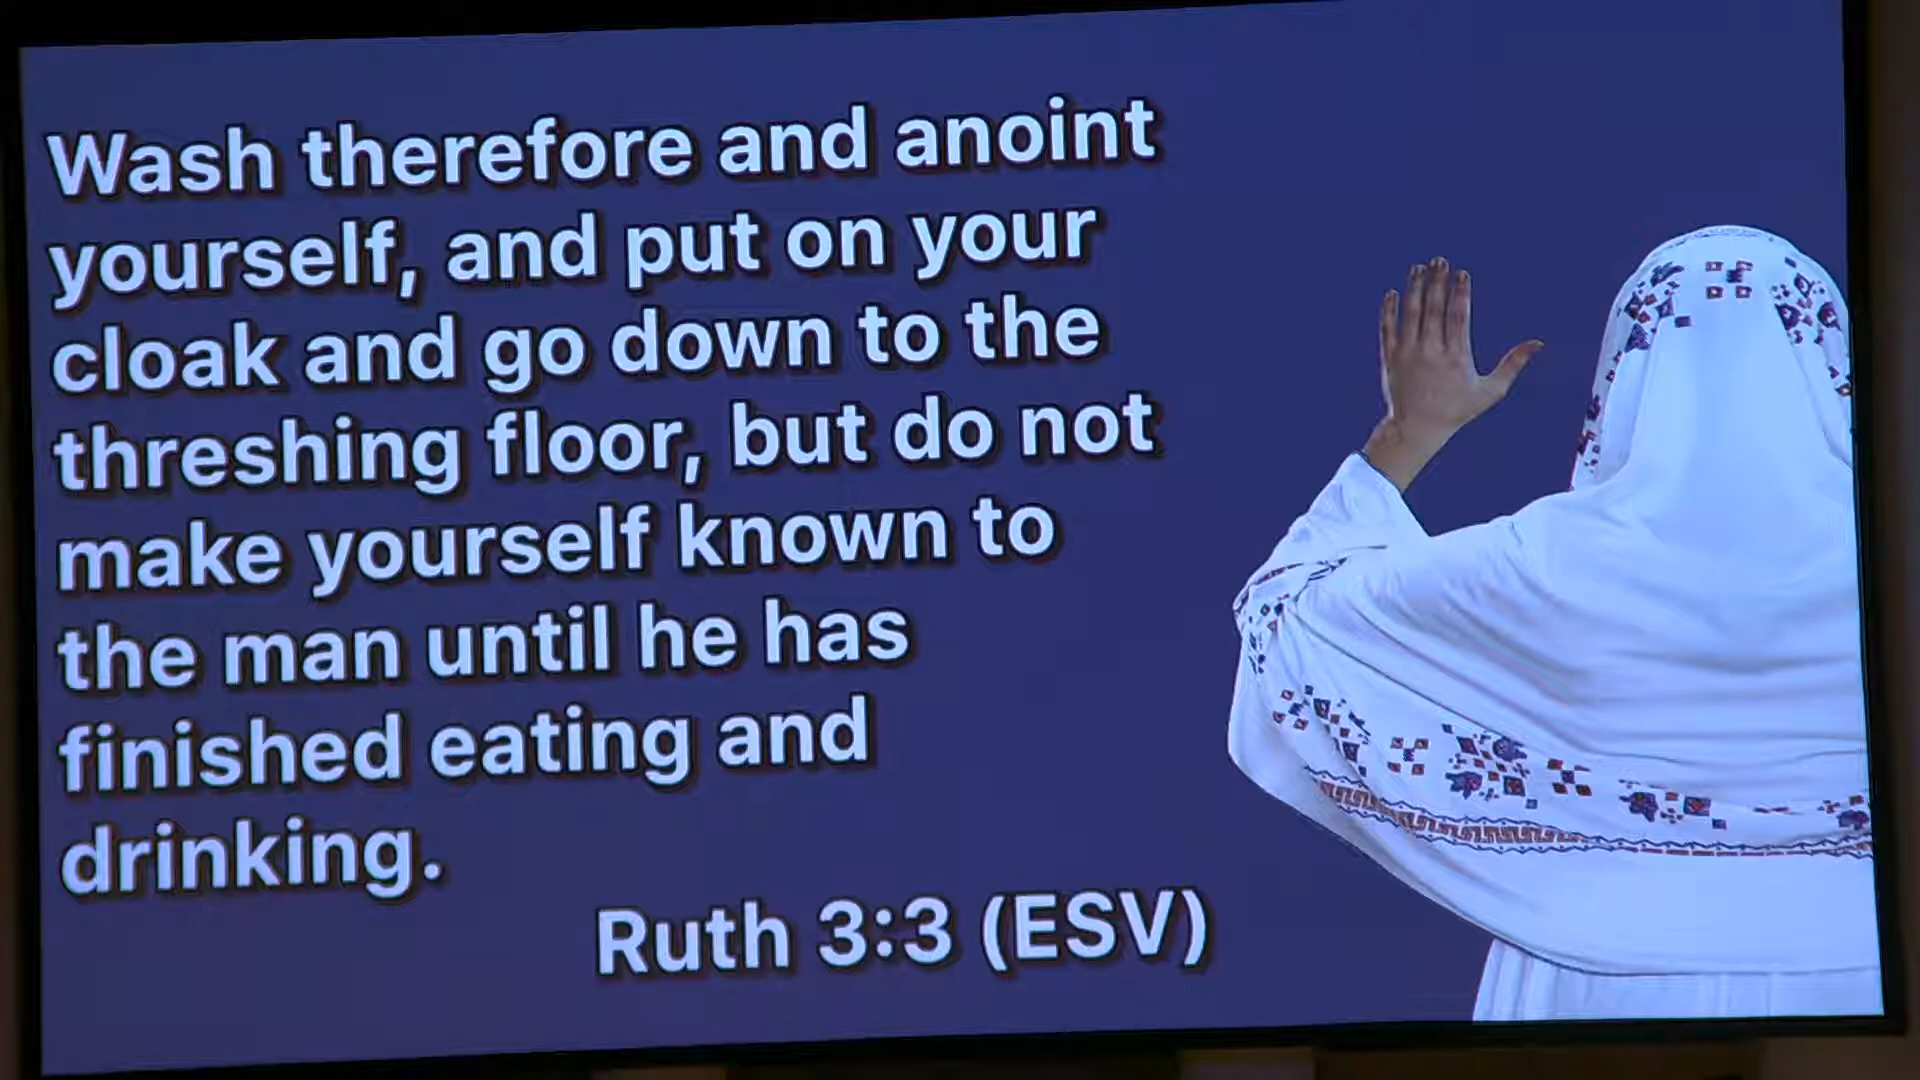 Wash therefore and anoint
yourself, and put on your
cloak and go down to the
threshing floor, but do not
make yourself known to
the man until he has
finished eating and
drinking.
Ruth 3:3 (ESV)